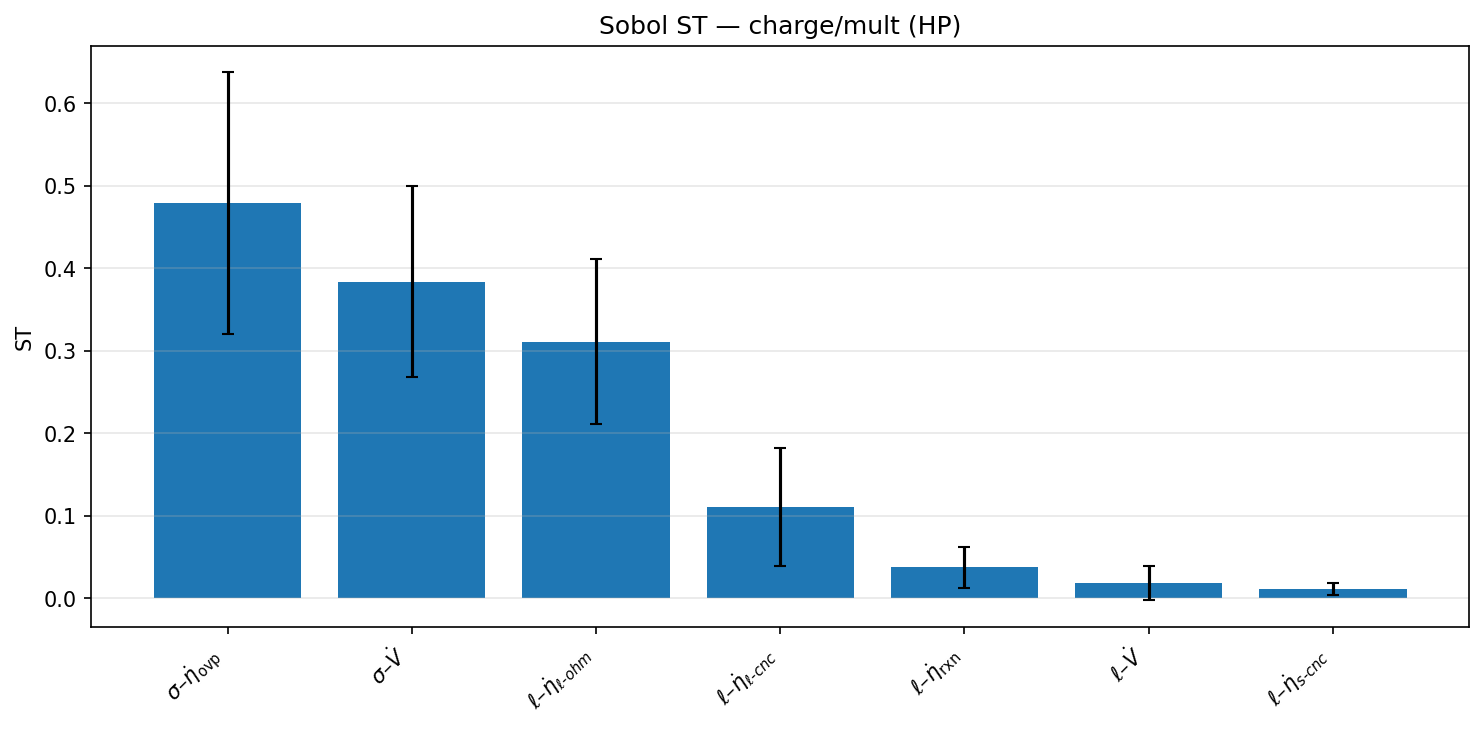 Sobol ST — charge/mult (HP)
ST
0.6
0.5
0.4
0.3
0.2
0.1
0.0
σ–η̇ovp
σ–V̇
ℓ–η̇ℓ-ohm
ℓ–η̇ℓ-cnc
ℓ–η̇rxn
ℓ–V̇
ℓ–η̇s-cnc